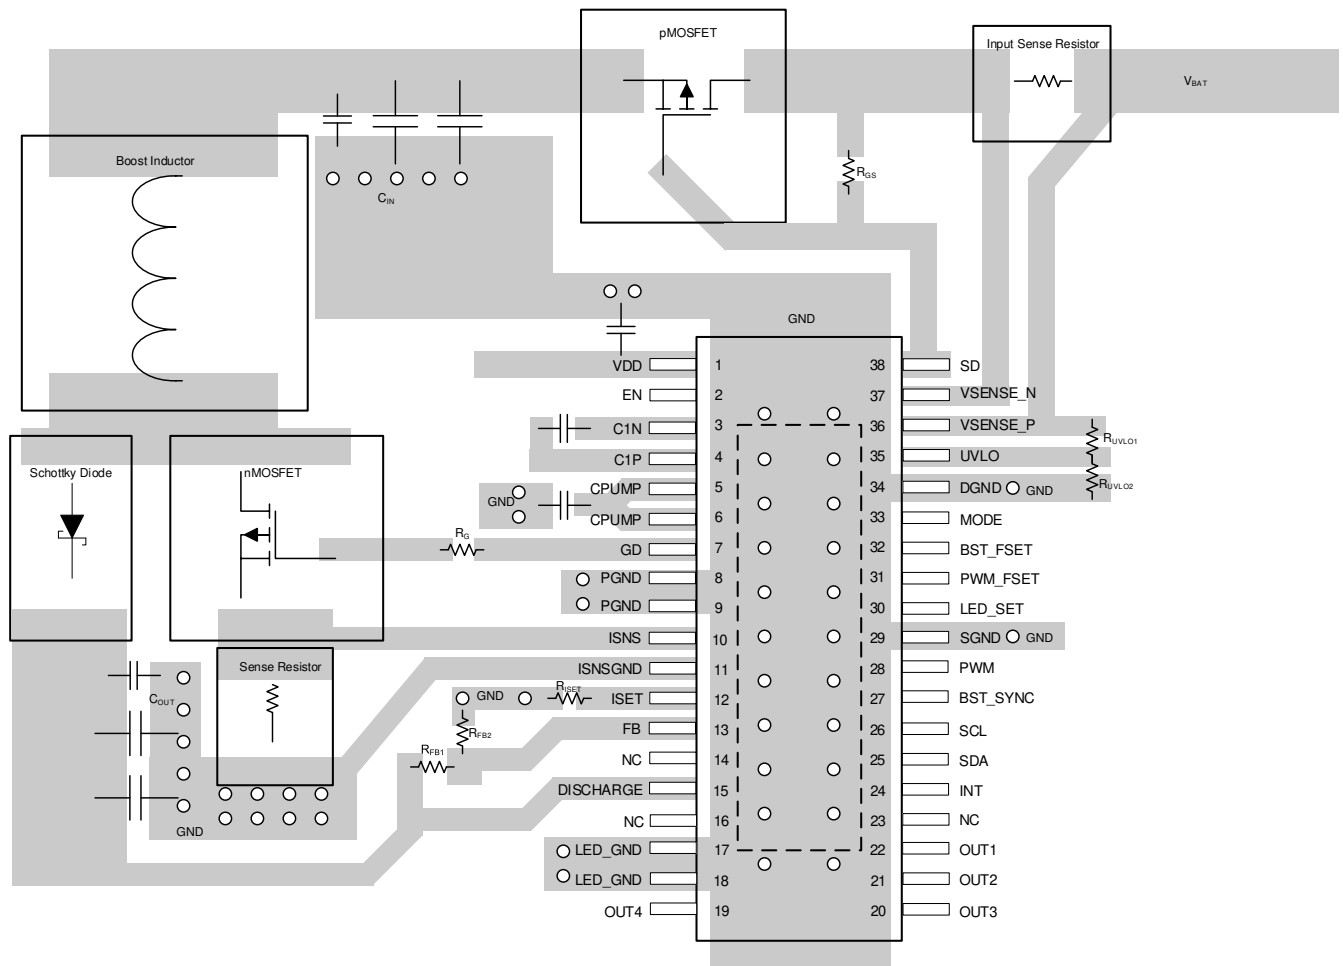 pMOSFET
Input Sense Resistor
VBAT
Boost Inductor
RGS
CIN
GND
VDD 1 38 SD
EN 2 37 VSENSE_N
C1N 3 36 VSENSE_P
RUVLO1
C1P 4 35 UVLO
Schottky Diode
nMOSFET
RUVLO2
CPUMP 5 34 DGND GND
GND
CPUMP 6 33 MODE
RG
GD 7 32 BST_FSET
PGND 8 31 PWM_FSET
PGND 9 30 LED_SET
ISNS 10 29 SGND GND
Sense Resistor
ISNSGND 11 28 PWM
COUT
GND
RISET
ISET 12 27 BST_SYNC
RFB2
FB 13 26 SCL
RFB1
NC 14 25 SDA
DISCHARGE 15 24 INT
NC 16 23 NC
GND
LED_GND 17 22 OUT1
LED_GND 18 21 OUT2
OUT4 19 20 OUT3